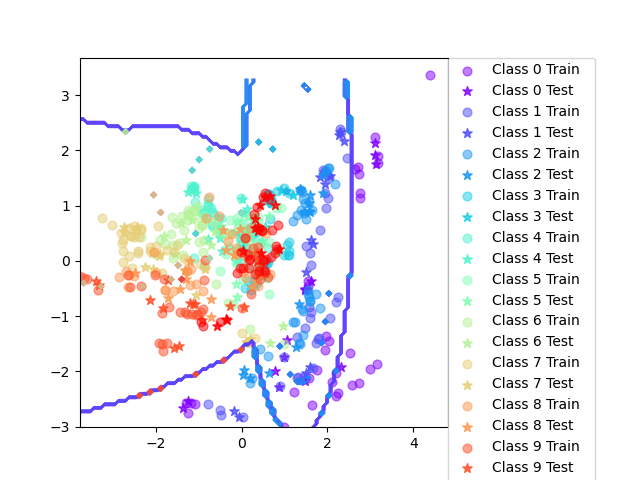 3
2
1
0
−1
−2
−3
−2
0
2
4
Class 0 Train
Class 0 Test
Class 1 Train
Class 1 Test
Class 2 Train
Class 2 Test
Class 3 Train
Class 3 Test
Class 4 Train
Class 4 Test
Class 5 Train
Class 5 Test
Class 6 Train
Class 6 Test
Class 7 Train
Class 7 Test
Class 8 Train
Class 8 Test
Class 9 Train
Class 9 Test